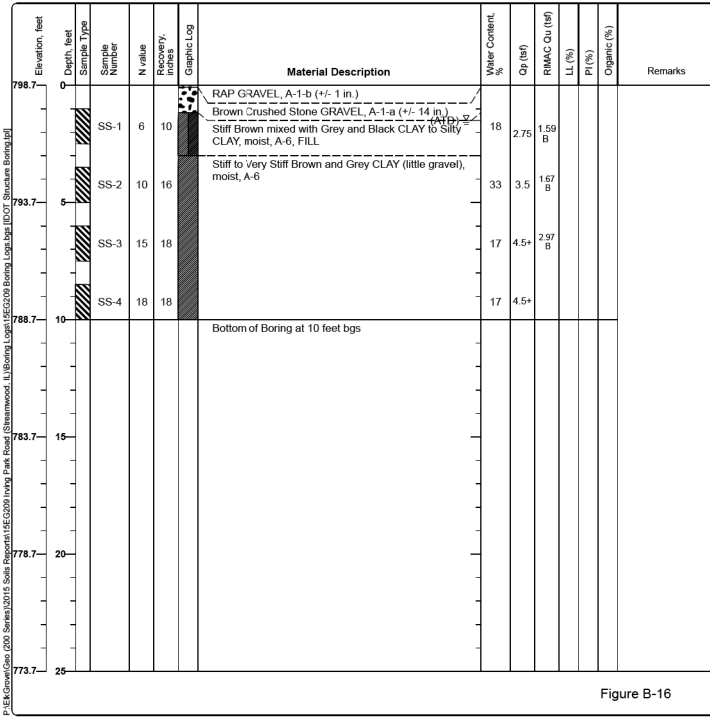 Elevation, feet
Depth, feet
Sample Type
Sample Number
N value
Recovery, inches
Graphic Log
Material Description
Water Content, %
Qp (tsf)
RIMAC Qu (tsf)
LL (%)
PI (%)
Organic (%)
Remarks
798.7 0
RAP GRAVEL, A-1-b (+/- 1 in.)
Brown Crushed Stone GRAVEL, A-1-a (+/- 14 in.)
(ATD)
SS-1 6 10 Stiff Brown mixed with Grey and Black CLAY to Silty 18 2.75 1.59
CLAY, moist, A-6, FILL B
Stiff to Very Stiff Brown and Grey CLAY (little gravel),
moist, A-6
SS-2 10 16 33 3.5 1.67
B
793.7 5
SS-3 15 18 17 4.5+ 2.97
B
SS-4 18 18 17 4.5+
788.7 10
Bottom of Boring at 10 feet bgs
783.7 15
778.7 20
773.7 25
Figure B-16
P:\ElkGrove\Geo (200 Series)\2015 Soils Reports\15EG209 Irving Park Road (Streamwood, IL)\Boring Logs\15EG209 Boring Logs.bgs [IDOT Structure Boring.tpl]